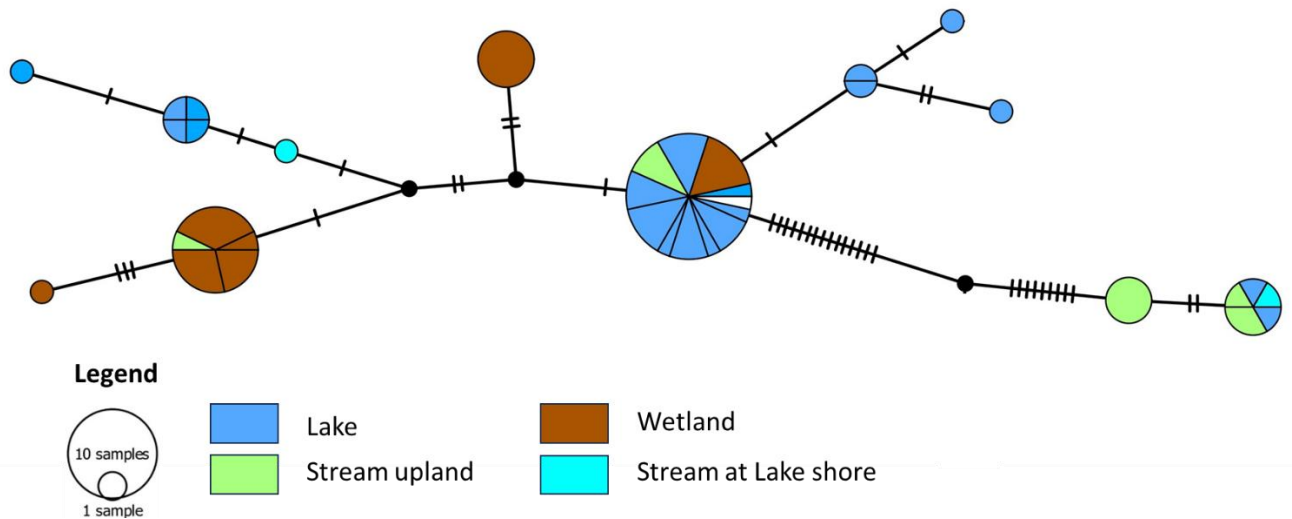 Legend
10 samples
1 sample
Lake
Wetland
Stream upland
Stream at Lake shore